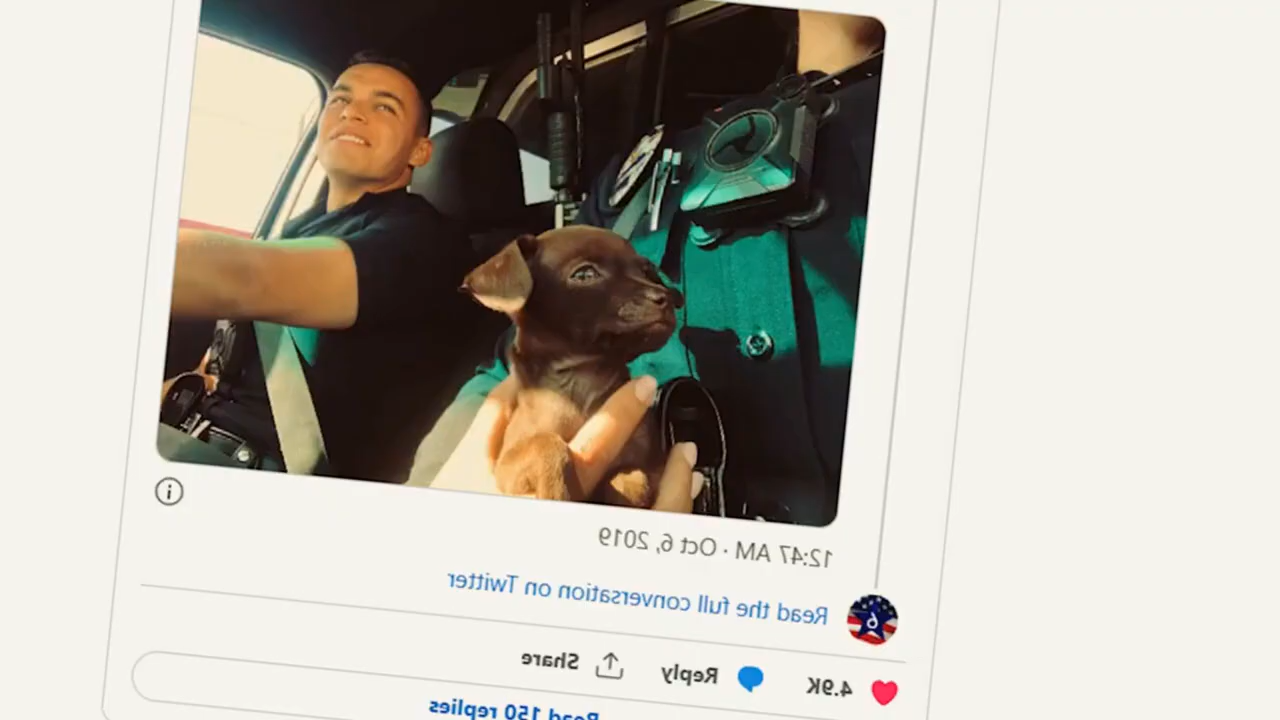 12:47 AM · Oct 6, 2019
Read the full conversation on Twitter
6
4.9K Reply Share
Read 150 replies